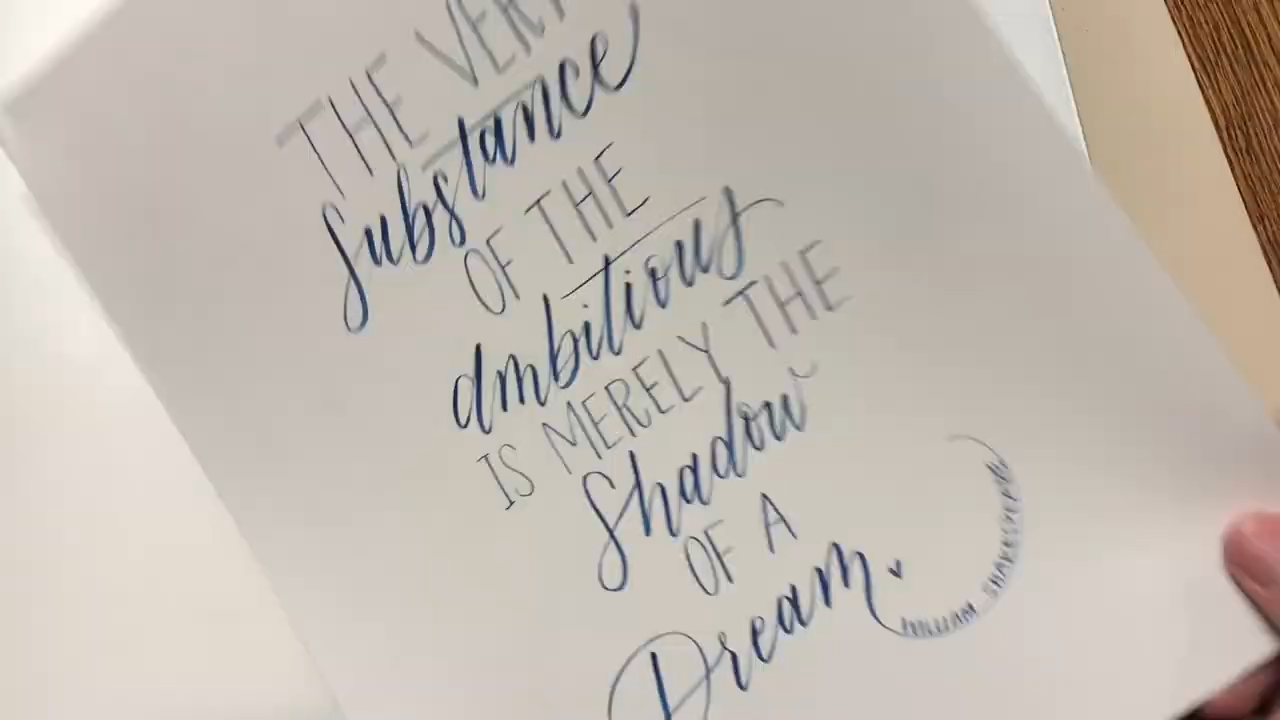 THE VERY
substance
OF THE
ambitious
IS MERELY THE
Shadow
OF A
Dream.
WILLIAM SHAKESPEARE